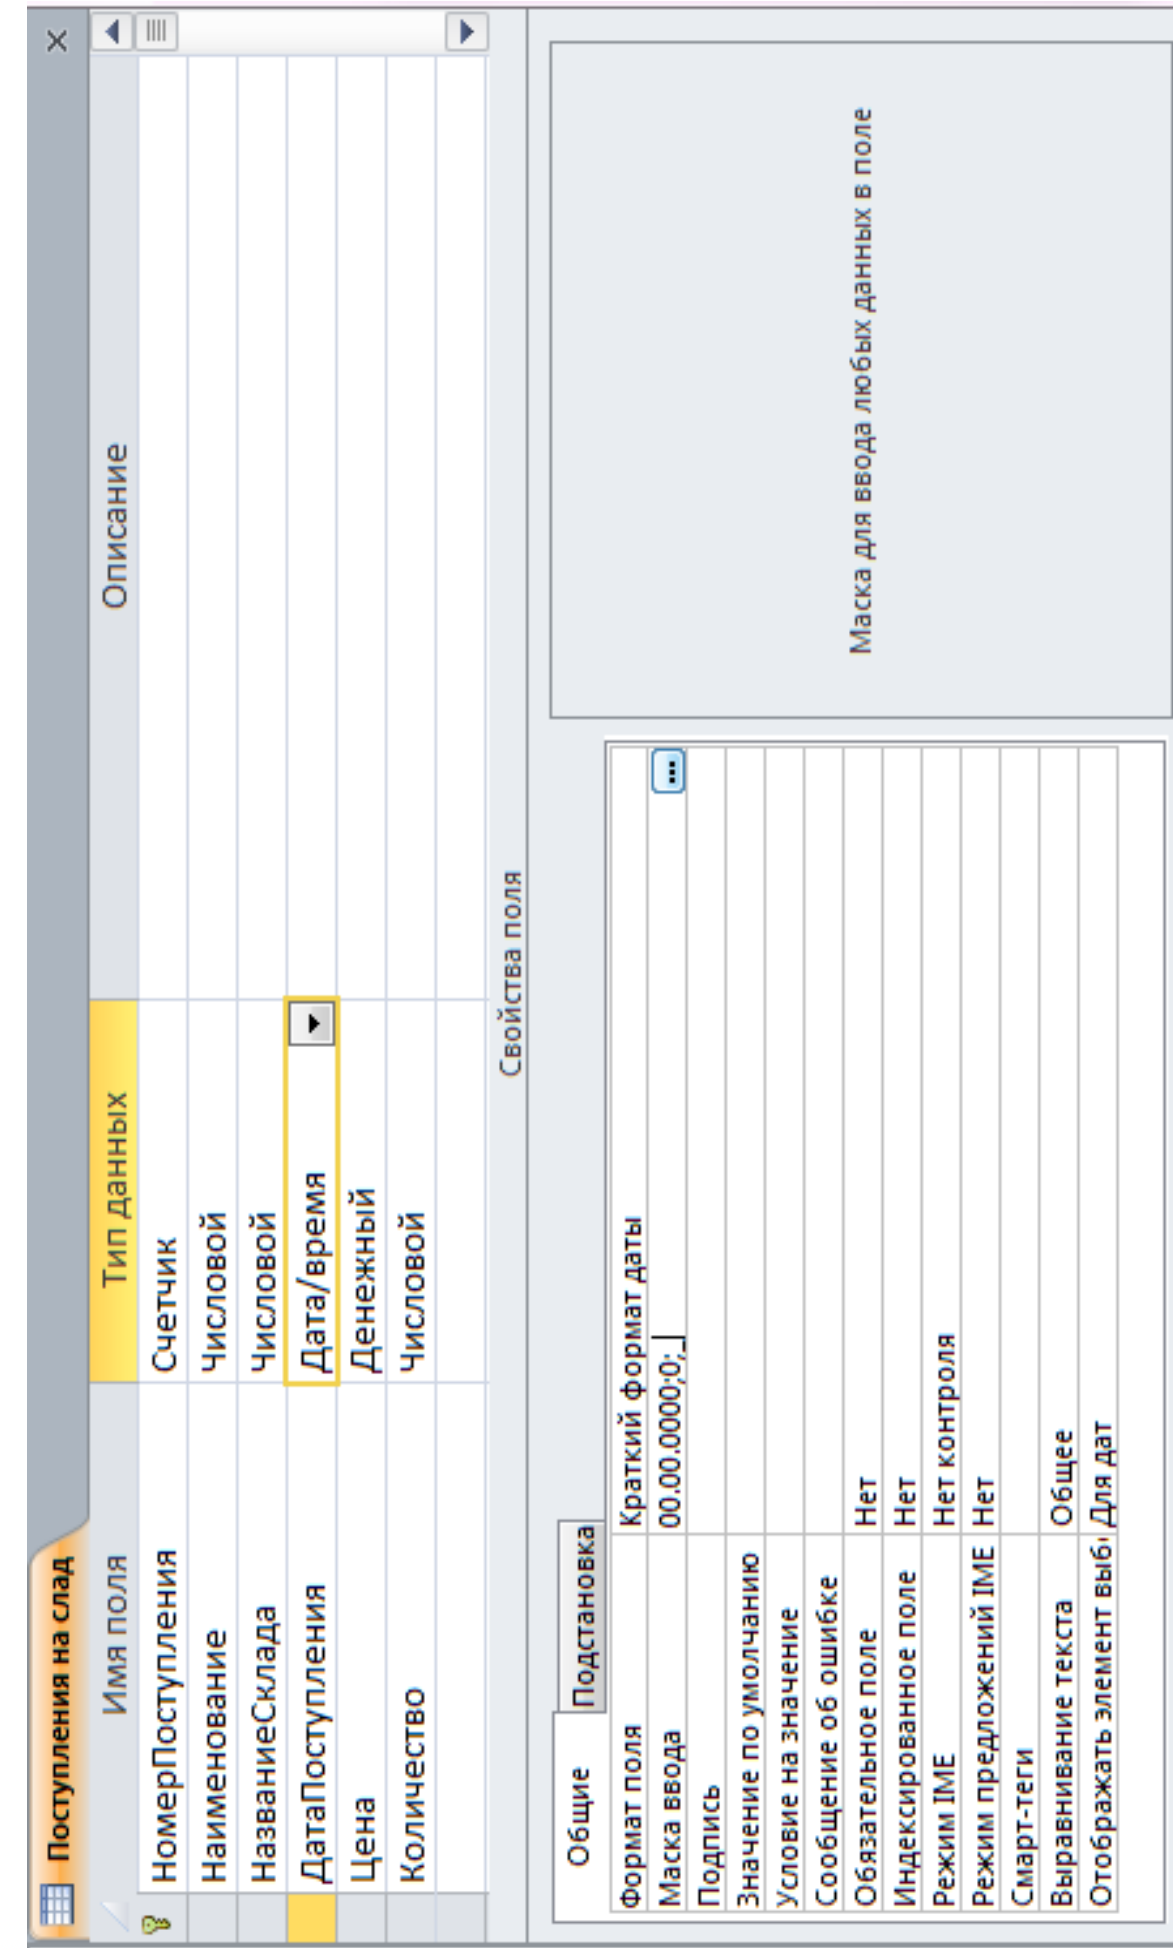 Поступления на слад
Имя поля Тип данных Описание
НомерПоступления Счетчик
Наименование Числовой
НазваниеСклада Числовой
ДатаПоступления Дата/время
Цена Денежный
Количество Числовой
Свойства поля
Общие Подстановка
Формат поля Краткий формат даты
Маска ввода 00.00.0000;0;_
Подпись
Значение по умолчанию
Условие на значение
Сообщение об ошибке
Обязательное поле Нет
Индексированное поле Нет
Режим IME Нет контроля
Режим предложений IME Нет
Смарт-теги
Выравнивание текста Общее
Отображать элемент выб Для дат
Маска для ввода любых данных в поле